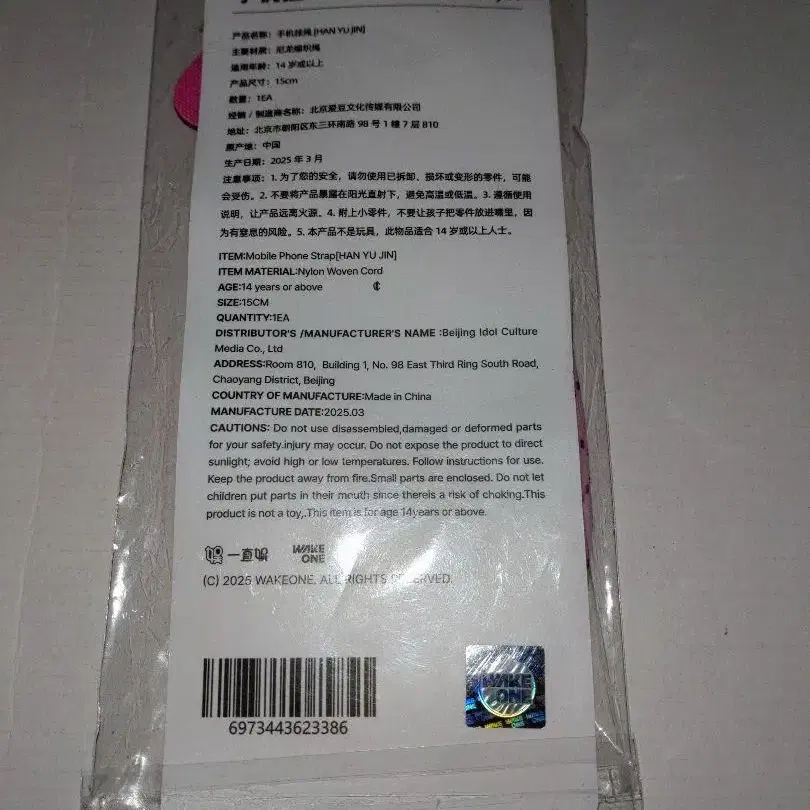 产品名称：手机挂绳 [HAN YU JIN]
主要材质：尼龙编织绳
适用年龄：14 岁或以上
产品尺寸：15cm
数量：1EA
经销 / 制造商名称：北京爱豆文化传媒有限公司
地址：北京市朝阳区东三环南路 98 号 1 幢 7 层 810
原产地：中国
生产日期：2025 年 3 月
注意事项：1. 为了您的安全，请勿使用已拆卸、损坏或变形的零件，可能
会受伤。2. 不要将产品暴露在阳光直射下，避免高温或低温。3. 遵循使用
说明，让产品远离火源。4. 附上小零件，不要让孩子把零件放进嘴里，因
为有窒息的风险。5. 本产品不是玩具，此物品适合 14 岁或以上人士。
ITEM:Mobile Phone Strap[HAN YU JIN]
ITEM MATERIAL:Nylon Woven Cord
AGE:14 years or above
SIZE:15CM
QUANTITY:1EA
DISTRIBUTOR'S /MANUFACTURER'S NAME :Beijing Idol Culture
Media Co., Ltd
ADDRESS:Room 810, Building 1, No. 98 East Third Ring South Road,
Chaoyang District, Beijing
COUNTRY OF MANUFACTURE:Made in China
MANUFACTURE DATE:2025.03
CAUTIONS: Do not use disassembled,damaged or deformed parts
for your safety.injury may occur. Do not expose the product to direct
sunlight; avoid high or low temperatures. Follow instructions for use.
Keep the product away from fire.Small parts are enclosed. Do not let
children put parts in their mouth since thereis a risk of choking.This
product is not a toy,.This item is for age 14years or above.
一直娱 WAKE ONE
(C) 2025 WAKEONE. ALL RIGHTS RESERVED.
6973443623386
WAKE
ONE